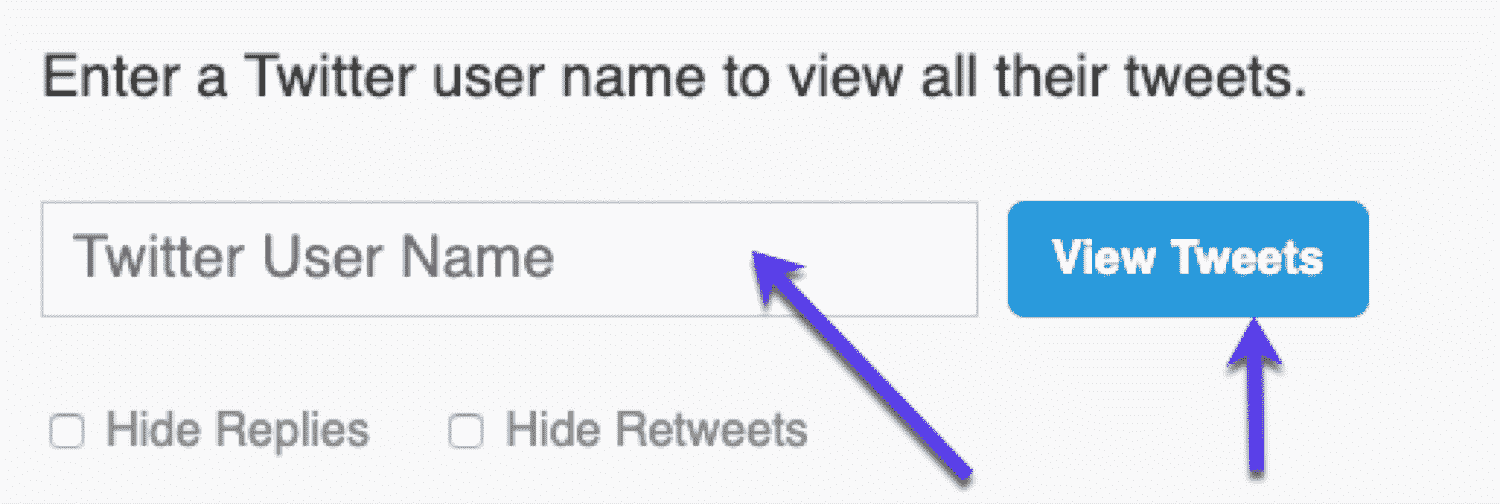 Enter a Twitter user name to view all their tweets.
Twitter User Name
View Tweets
Hide Replies
Hide Retweets